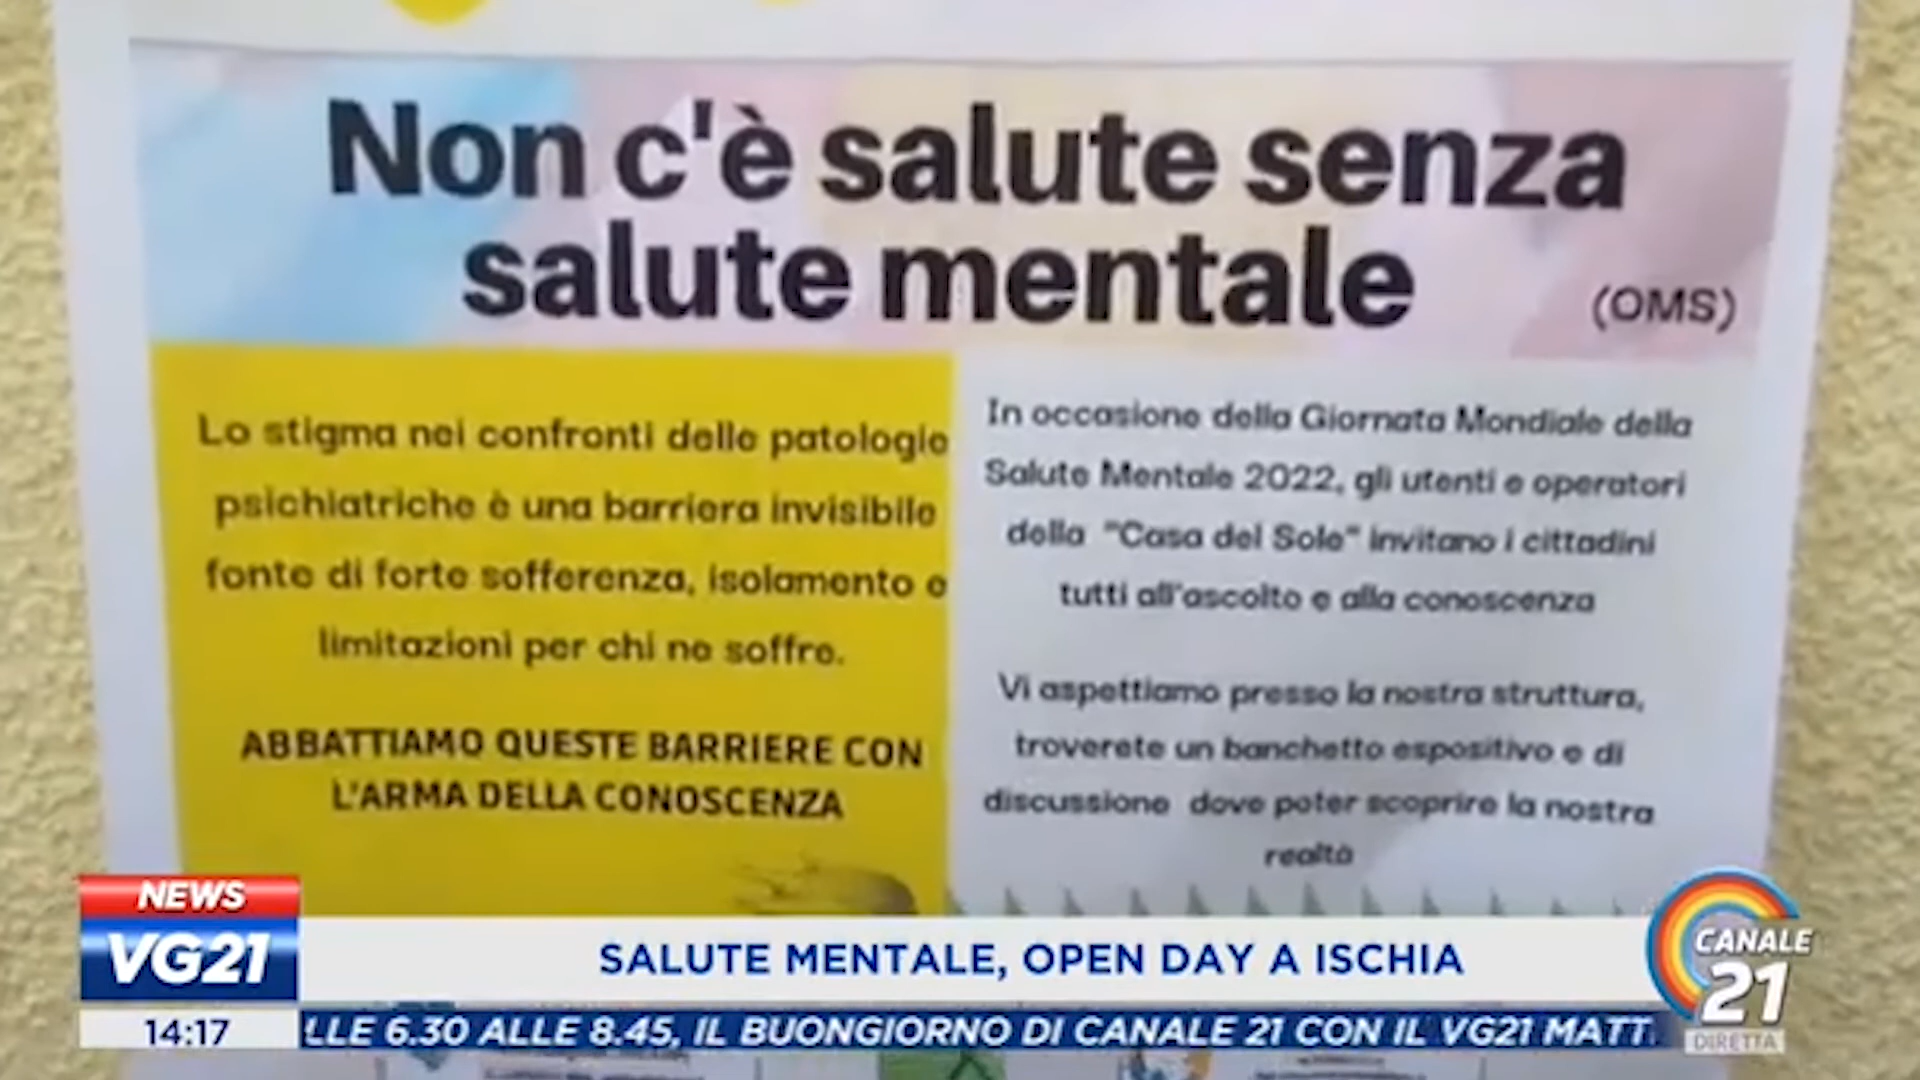 Non c'è salute senza
salute mentale
(OMS)
Lo stigma nei confronti delle patologie
psichiatriche è una barriera invisibile
fonte di forte sofferenza, isolamento e
limitazioni per chi ne soffre.
ABBATTIAMO QUESTE BARRIERE CON
L'ARMA DELLA CONOSCENZA
In occasione della Giornata Mondiale della
Salute Mentale 2022, gli utenti e operatori
della "Casa del Sole" invitano i cittadini
tutti all'ascolto e alla conoscenza
Vi aspettiamo presso la nostra struttura,
troverete un banchetto espositivo e di
discussione dove poter scoprire la nostra
realtà
NEWS
VG21
SALUTE MENTALE, OPEN DAY A ISCHIA
CANALE
21
DIRETTA
14:17
LLE 6.30 ALLE 8.45, IL BUONGIORNO DI CANALE 21 CON IL VG21 MATT